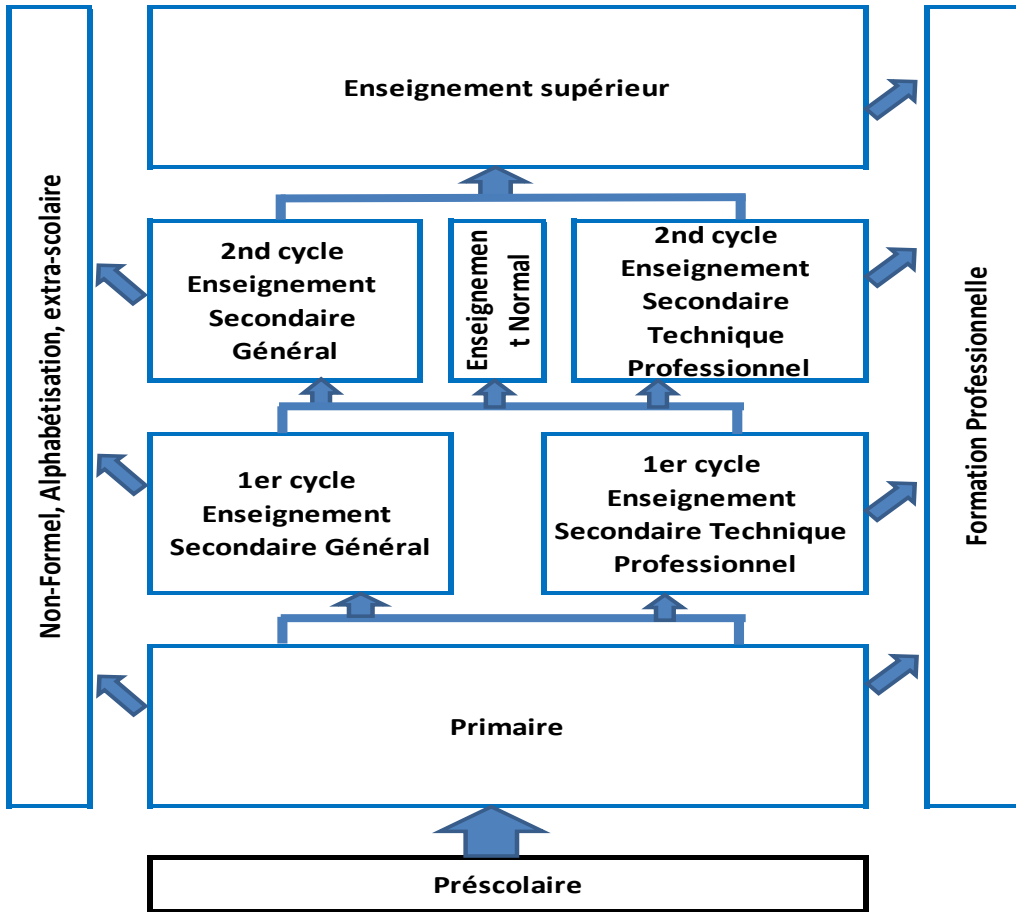 Enseignement supérieur
Non-Formel, Alphabétisation, extra-scolaire
Formation Professionnelle
2nd cycle
Enseignement
Secondaire
Général
Enseignemen
t Normal
2nd cycle
Enseignement
Secondaire
Technique
Professionnel
1er cycle
Enseignement
Secondaire Général
1er cycle
Enseignement
Secondaire Technique
Professionnel
Primaire
Préscolaire